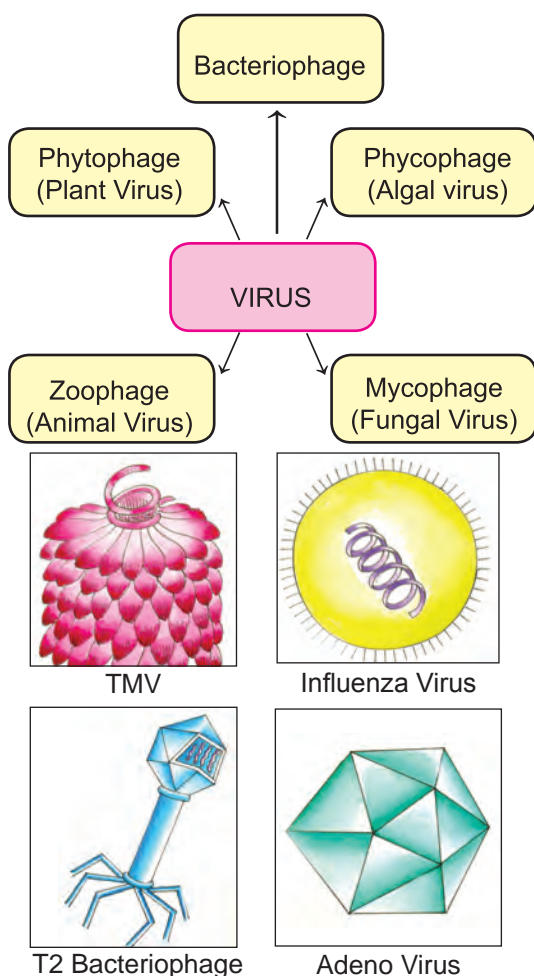 Bacteriophage
Phytophage
(Plant Virus)
Phycophage
(Algal virus)
VIRUS
Zoophage
(Animal Virus)
Mycophage
(Fungal Virus)
TMV
Influenza Virus
T2 Bacteriophage
Adeno Virus